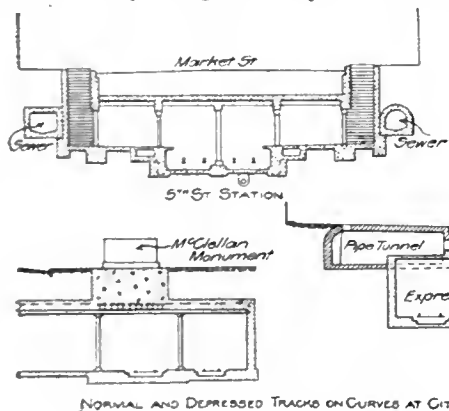 Market St
Sewer
Sewer
5TH ST STATION
McClellan
Monument
Pipe Tunnel
Expre
NORMAL AND DEPRESSED TRACKS ON CURVES AT CIT